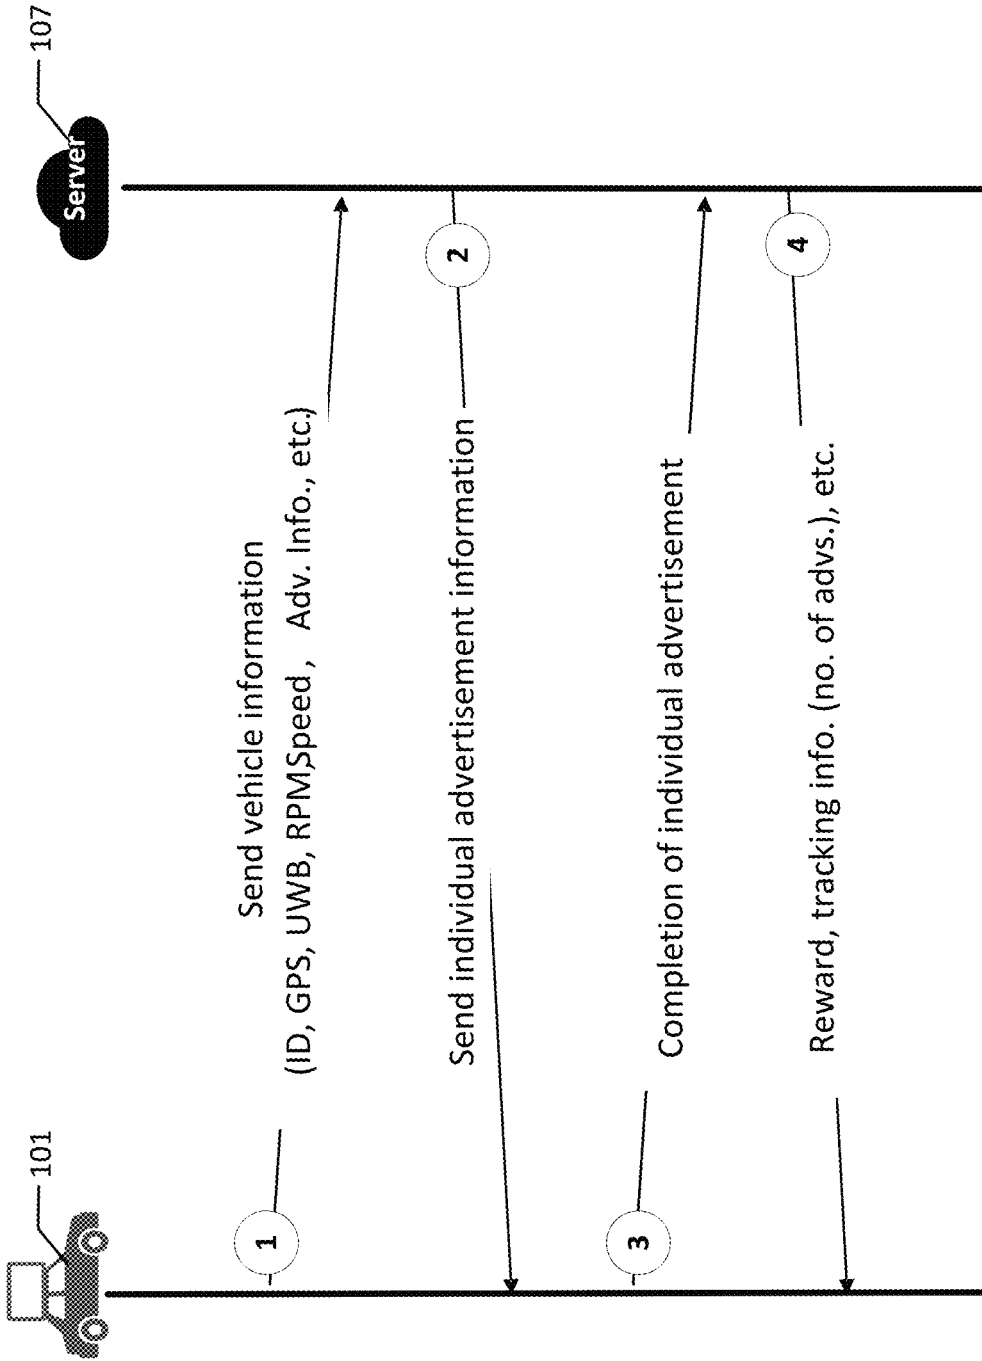 101
107
Server
1
Send vehicle information
(ID, GPS, UWB, RPM,Speed , Adv. Info., etc.)
2
Send individual advertisement information
3
Completion of individual advertisement
4
Reward, tracking info. (no. of advs.), etc.